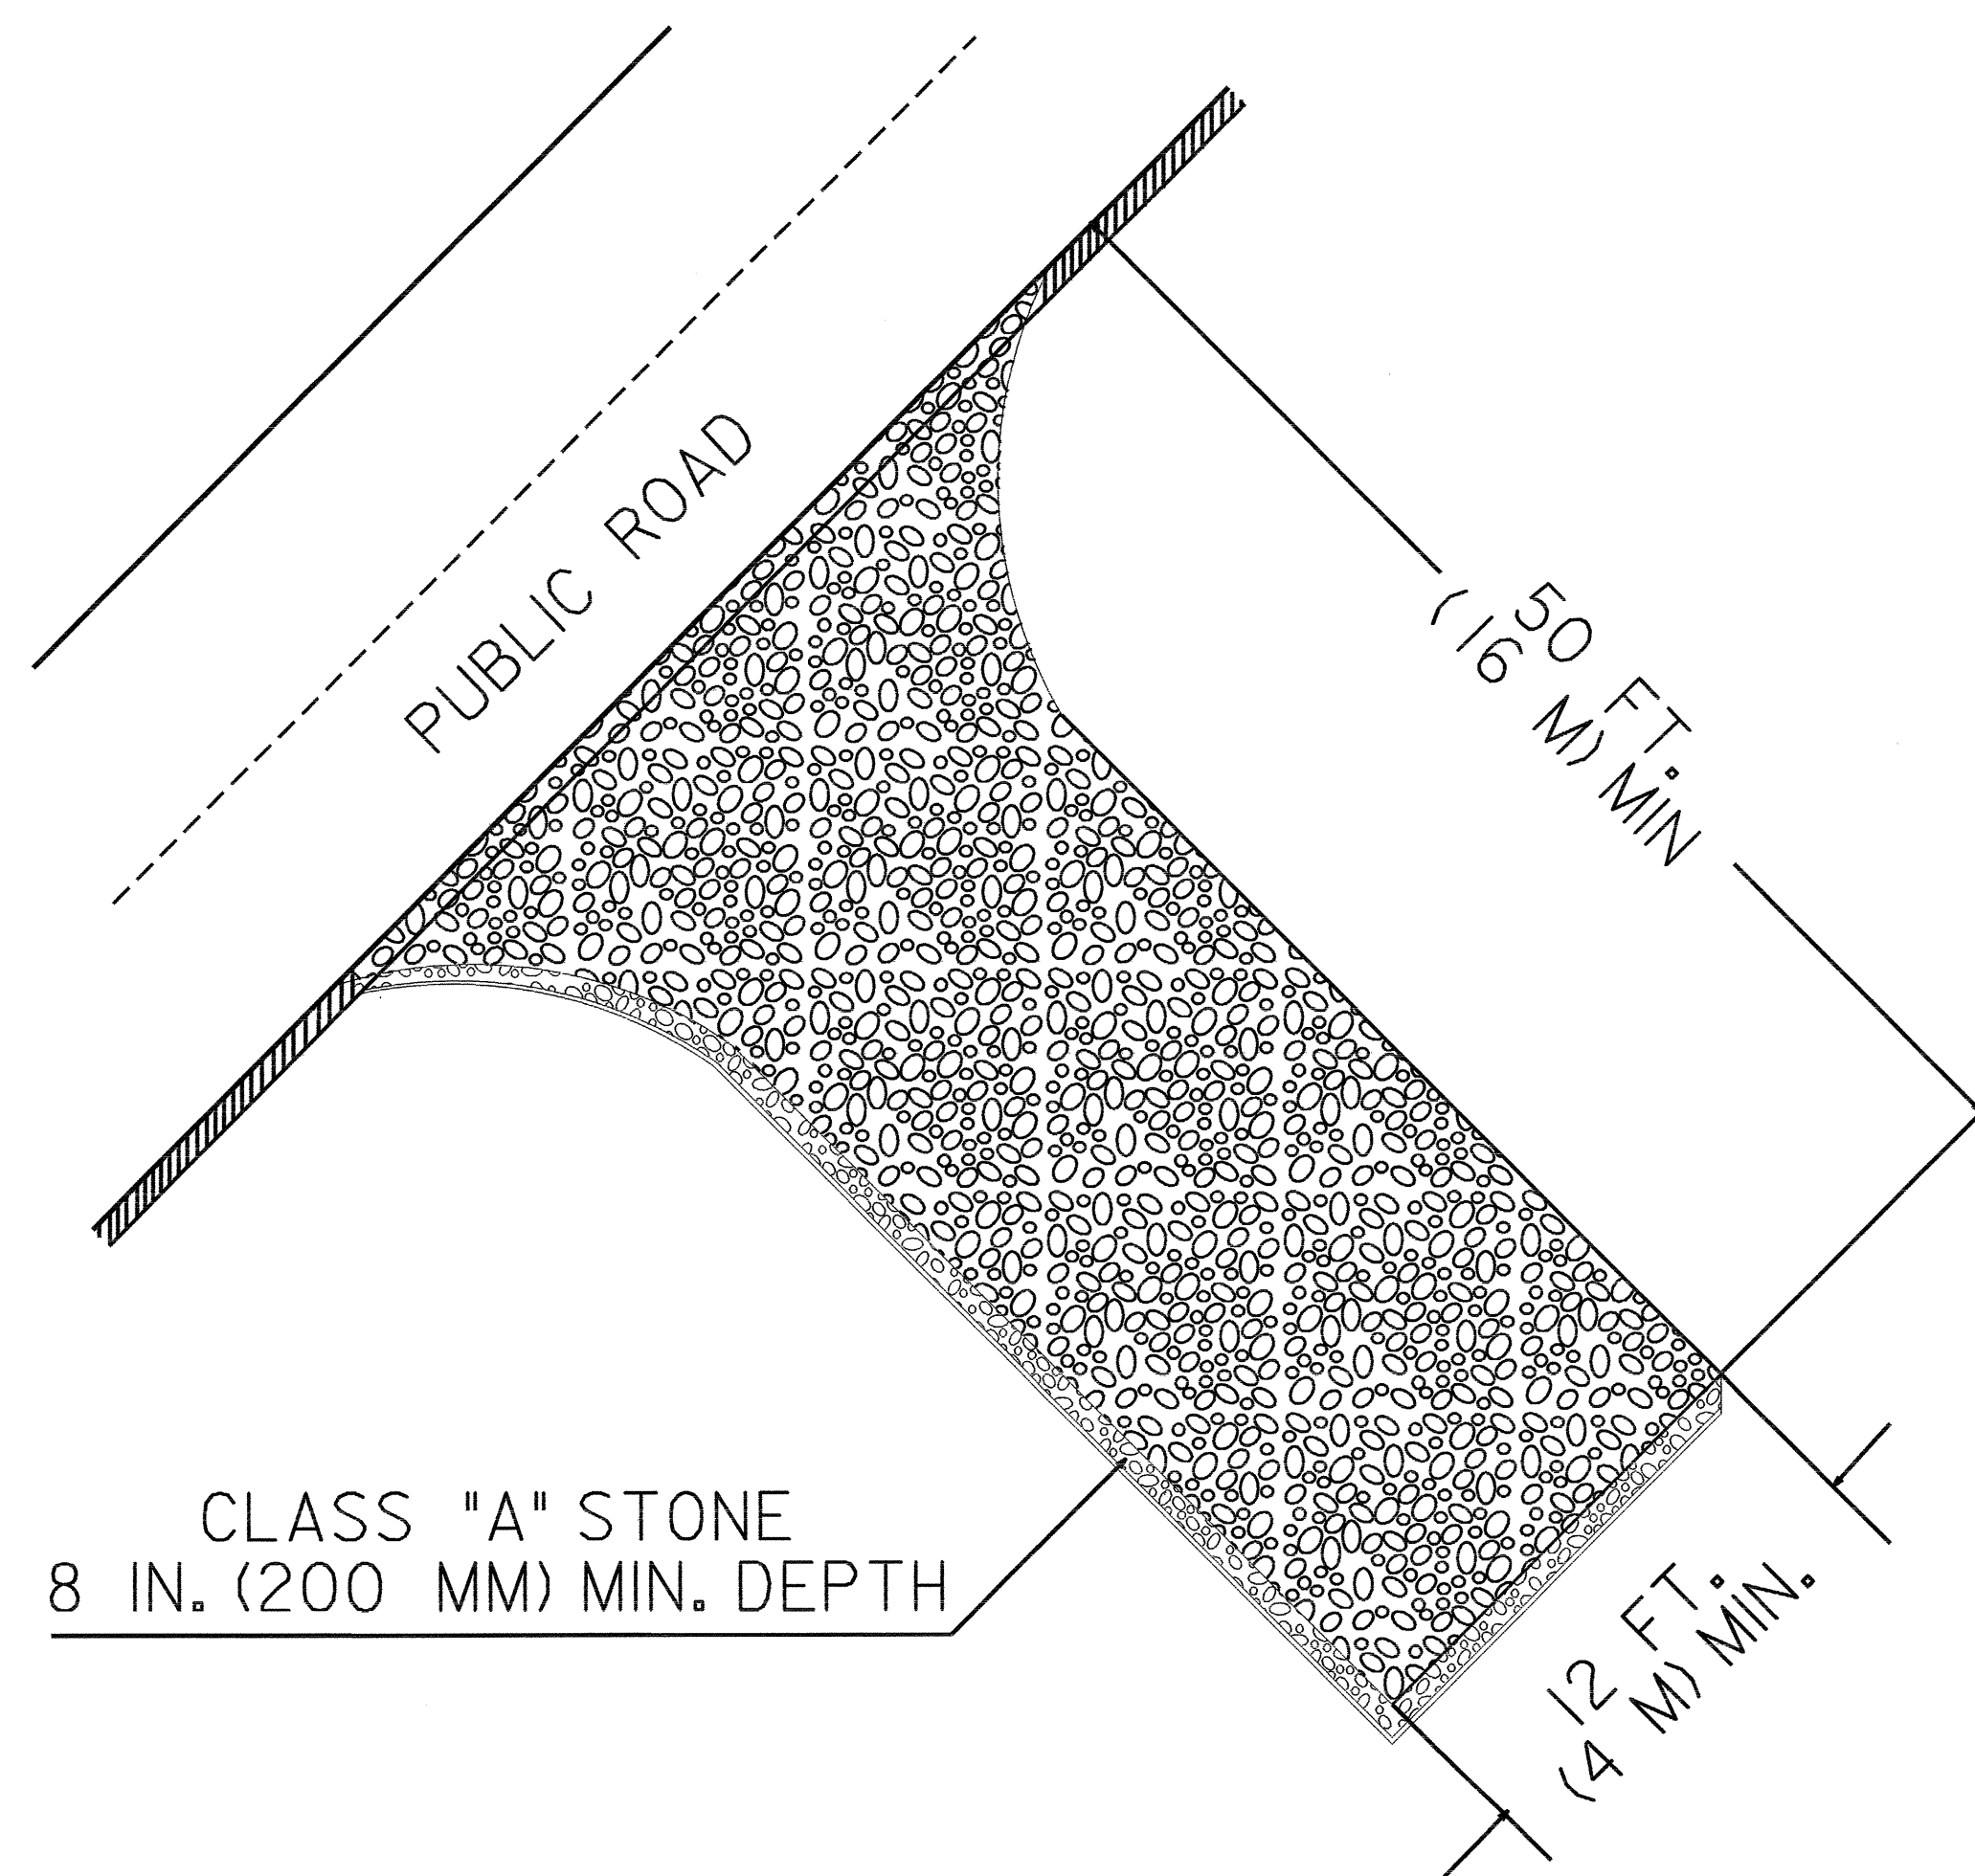 PUBLIC ROAD
50 FT.
(16 M) MIN
CLASS "A" STONE
8 IN. (200 MM) MIN. DEPTH
12 FT.
(4 M) MIN.